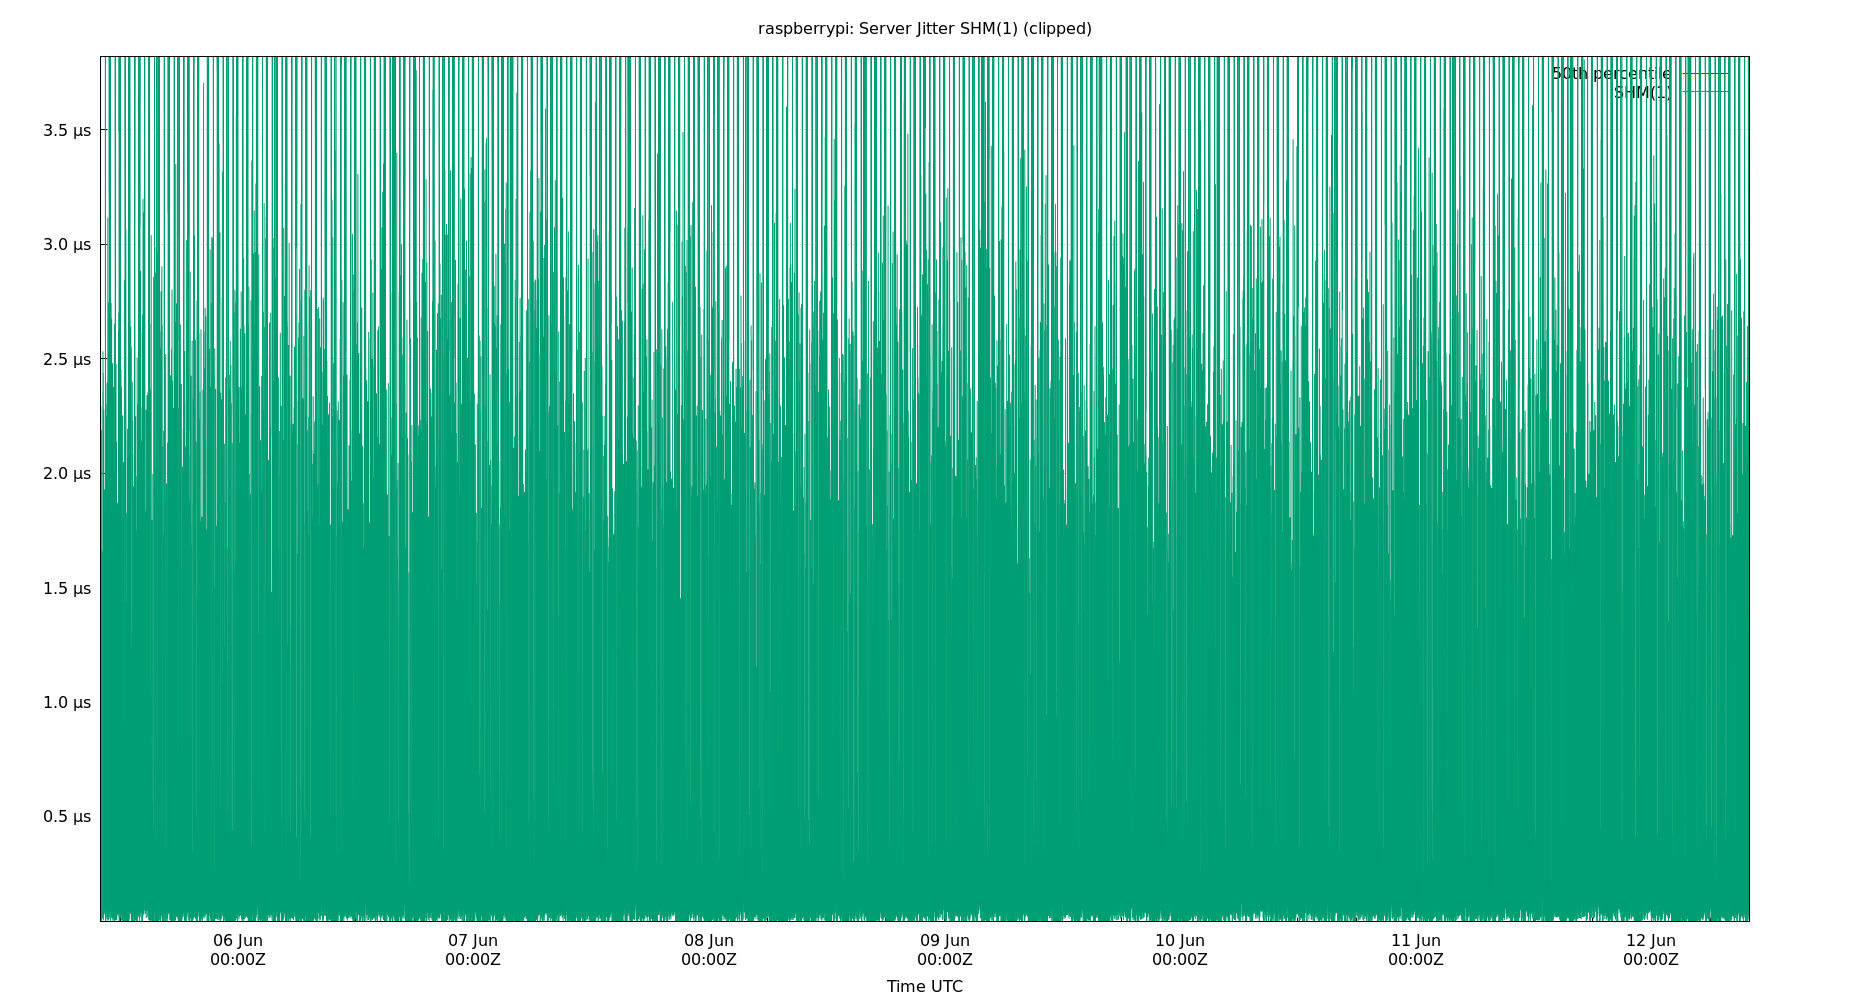 raspberrypi: Server Jitter SHM(1) (clipped)
50th percentile
SHM(1)
3.5 µs
3.0 µs
2.5 µs
2.0 µs
1.5 µs
1.0 µs
0.5 µs
06 Jun 07 Jun 08 Jun 09 Jun 10 Jun 11 Jun 12 Jun
00:00Z 00:00Z 00:00Z 00:00Z 00:00Z 00:00Z 00:00Z
Time UTC